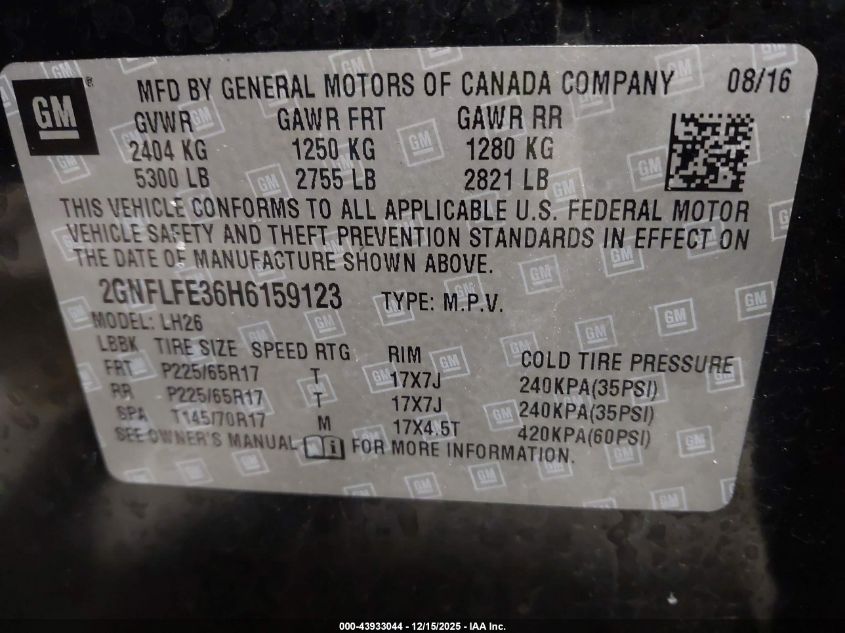 GM ® MFD BY GENERAL MOTORS OF CANADA COMPANY 08/16
GVWR GAWR FRT GAWR RR
2404 KG 1250 KG 1280 KG
5300 LB 2755 LB 2821 LB
THIS VEHICLE CONFORMS TO ALL APPLICABLE U.S. FEDERAL MOTOR
VEHICLE SAFETY AND THEFT PREVENTION STANDARDS IN EFFECT ON
THE DATE OF MANUFACTURE SHOWN ABOVE.
2GNFLFE36H6159123 TYPE: M.P.V.
MODEL: LH26
LBBK TIRE SIZE SPEED RTG RIM COLD TIRE PRESSURE
FRT P225/65R17 T 17X7J 240KPA(35PSI)
RR P225/65R17 T 17X7J 240KPA(35PSI)
SPA T145/70R17 M 17X4.5T 420KPA(60PSI)
SEE OWNER'S MANUAL FOR MORE INFORMATION.
000-43933044 - 12/15/2025 - IAA Inc.